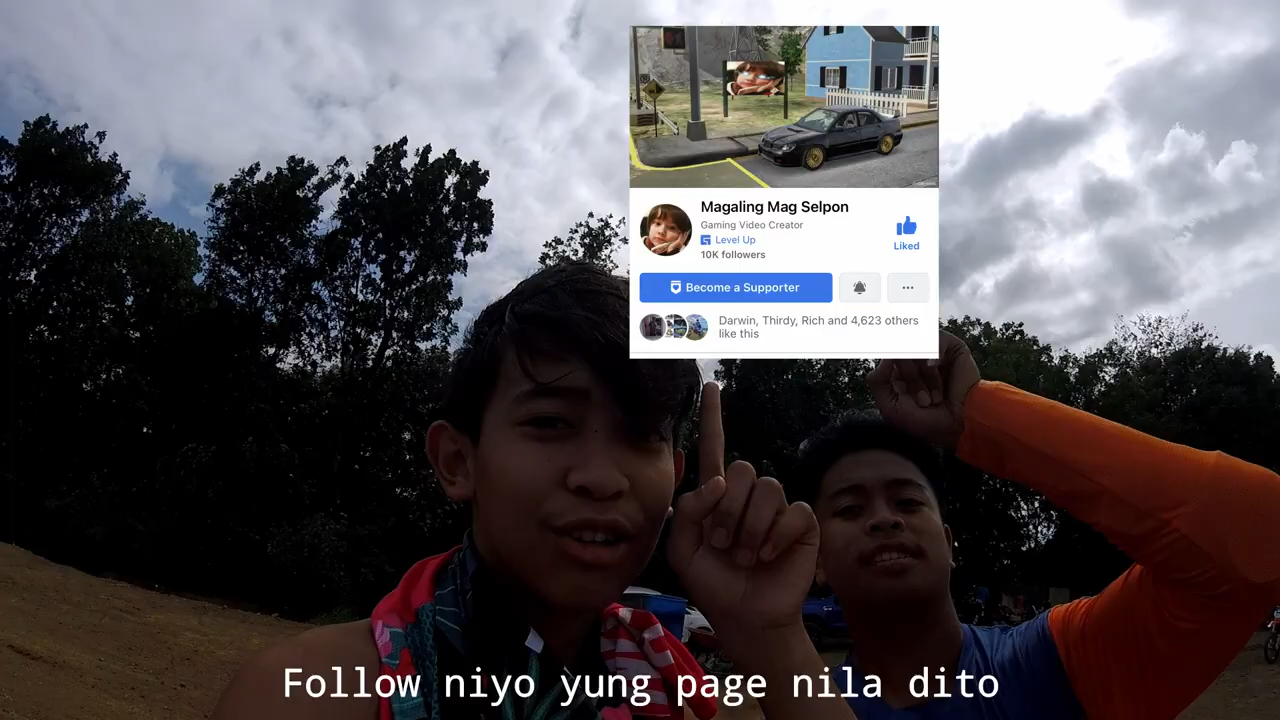 Magaling Mag Selpon
Gaming Video Creator
Level Up
10K followers
Liked
Become a Supporter
Darwin, Thirdy, Rich and 4,623 others
like this
Follow niyo yung page nila dito